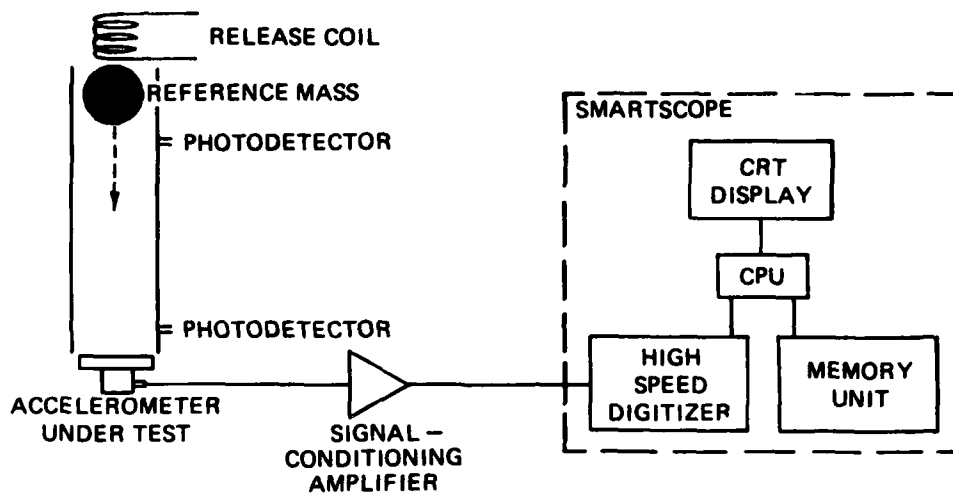 RELEASE COIL
REFERENCE MASS
PHOTODETECTOR
PHOTODETECTOR
ACCELEROMETER
UNDER TEST
SIGNAL –
CONDITIONING
AMPLIFIER
SMARTSCOPE
CRT
DISPLAY
CPU
HIGH
SPEED
DIGITIZER
MEMORY
UNIT